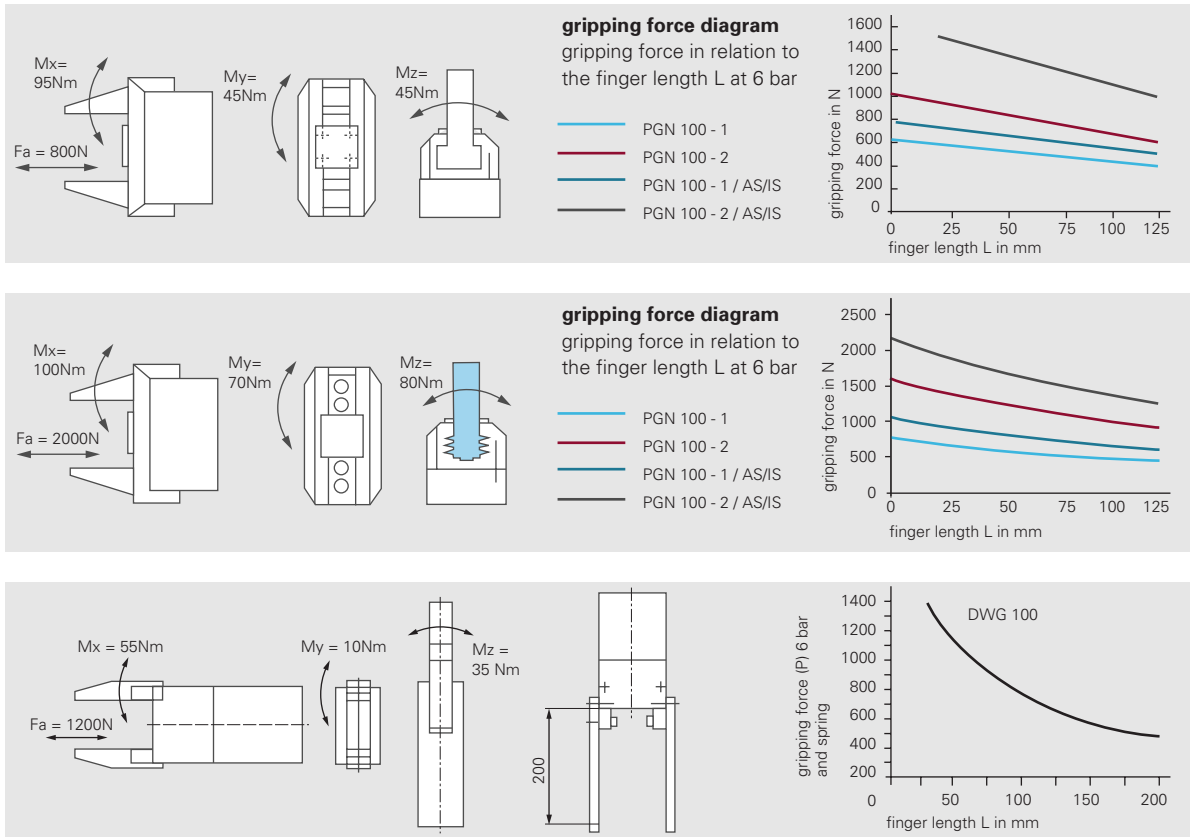 Mx=
95Nm
Fa = 800N
My=
45Nm
Mz=
45Nm
gripping force diagram
gripping force in relation to
the finger length L at 6 bar
PGN 100 - 1
PGN 100 - 2
PGN 100 - 1 / AS/IS
PGN 100 - 2 / AS/IS
gripping force in N
1600
1400
1200
1000
800
600
400
200
0
0 25 50 75 100 125
finger length L in mm
Mx=
100Nm
Fa = 2000N
My=
70Nm
Mz=
80Nm
gripping force diagram
gripping force in relation to
the finger length L at 6 bar
PGN 100 - 1
PGN 100 - 2
PGN 100 - 1 / AS/IS
PGN 100 - 2 / AS/IS
gripping force in N
2500
2000
1500
1000
500
0
0 25 50 75 100 125
finger length L in mm
Mx = 55Nm
Fa = 1200N
My = 10Nm
Mz =
35 Nm
200
gripping force (P) 6 bar
and spring
1400
1200
1000
800
600
400
200
DWG 100
0 50 100 150 200
finger length L in mm